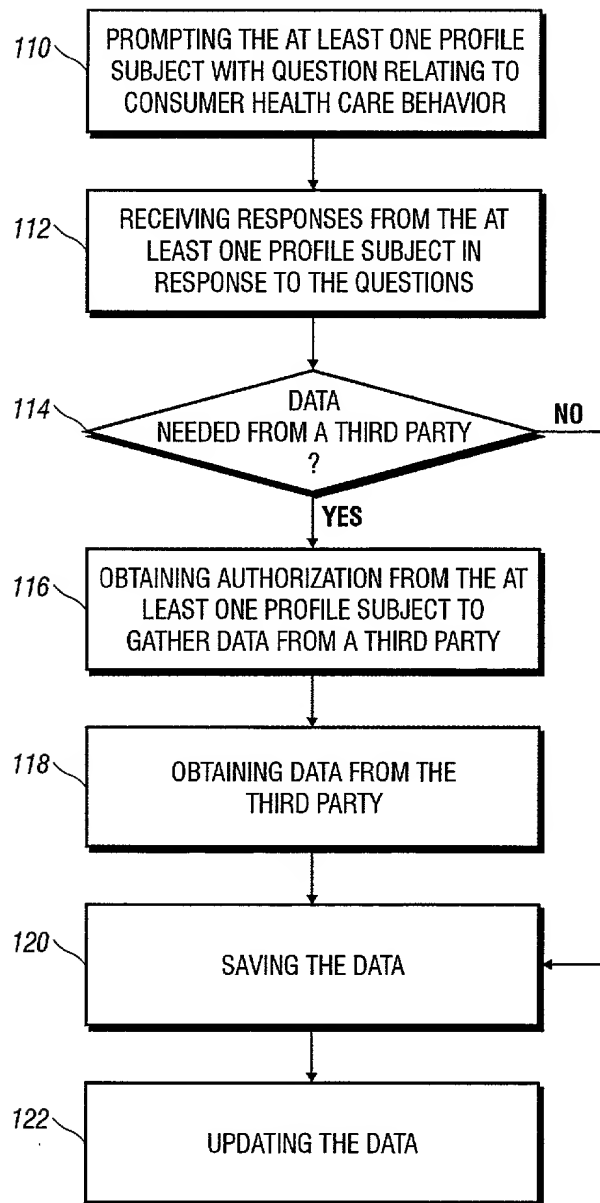 110
PROMPTING THE AT LEAST ONE PROFILE
SUBJECT WITH QUESTION RELATING TO
CONSUMER HEALTH CARE BEHAVIOR
112
RECEIVING RESPONSES FROM THE AT
LEAST ONE PROFILE SUBJECT IN
RESPONSE TO THE QUESTIONS
114
DATA
NEEDED FROM A THIRD PARTY
?
NO
YES
116
OBTAINING AUTHORIZATION FROM THE AT
LEAST ONE PROFILE SUBJECT TO
GATHER DATA FROM A THIRD PARTY
118
OBTAINING DATA FROM THE
THIRD PARTY
120
SAVING THE DATA
122
UPDATING THE DATA